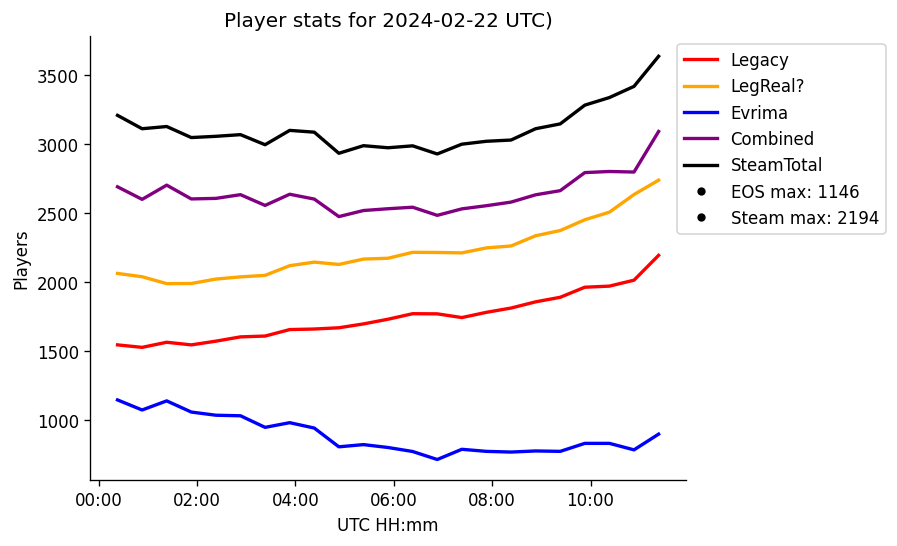 Player stats for 2024-02-22 UTC)
Players
3500
3000
2500
2000
1500
1000
00:00 02:00 04:00 06:00 08:00 10:00
UTC HH:mm
Legacy
LegReal?
Evrima
Combined
SteamTotal
EOS max: 1146
Steam max: 2194